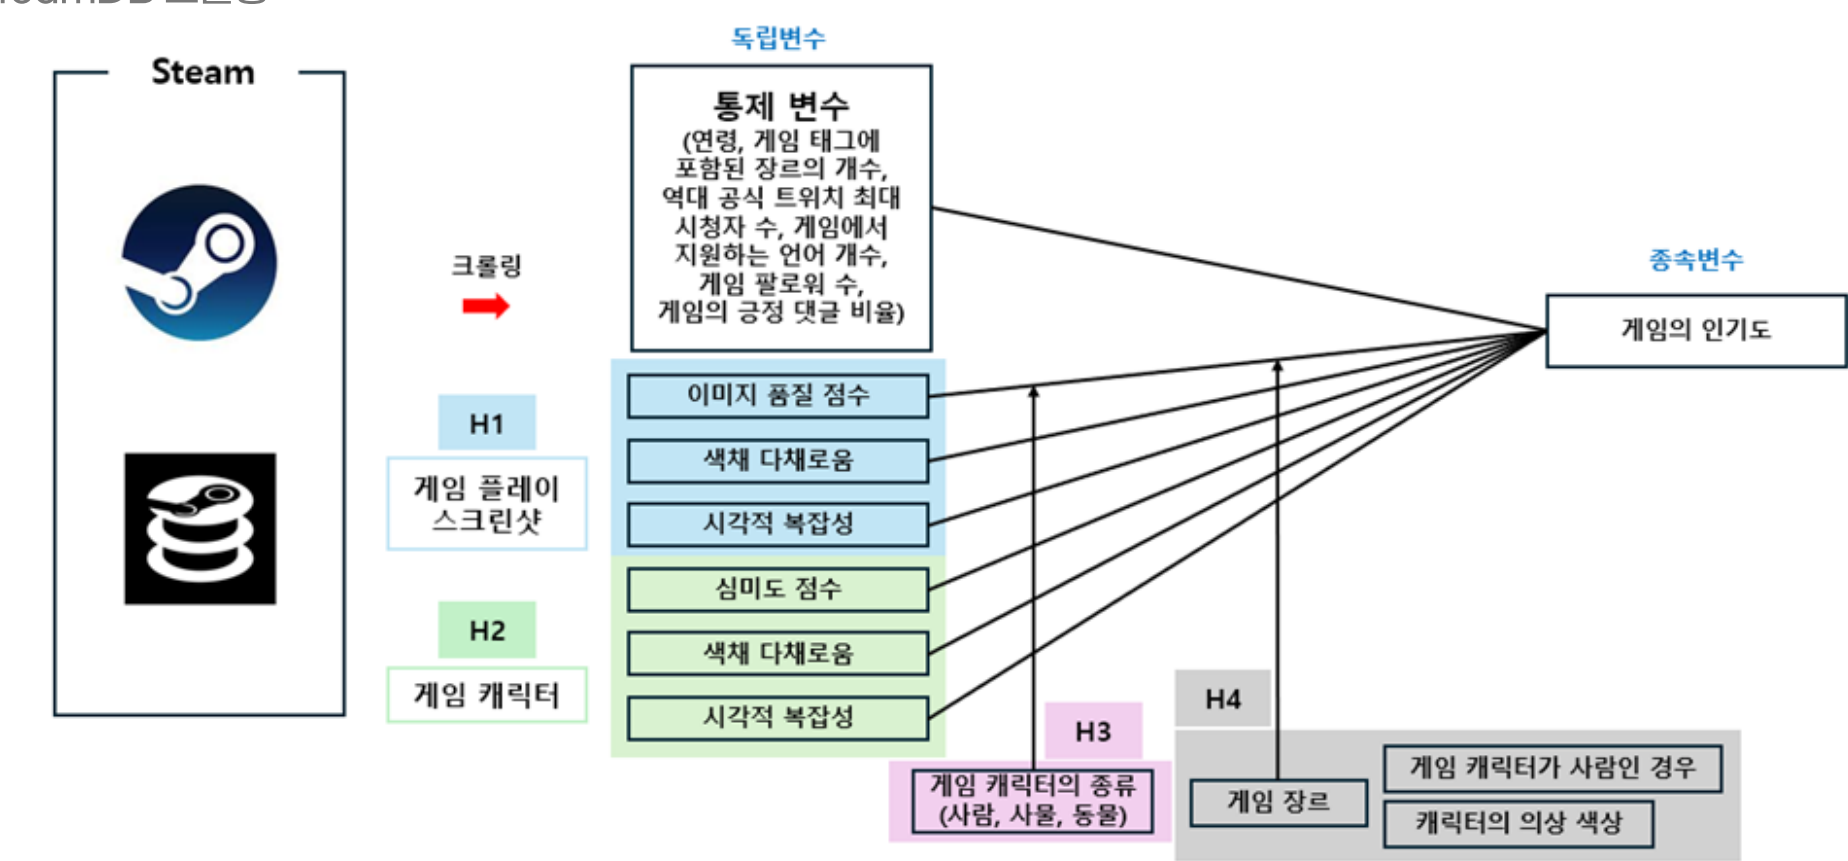 Steam
크롤링
H1
게임 플레이
스크린샷
H2
게임 캐릭터
독립변수
통제 변수
(연령, 게임 태그에
포함된 장르의 개수,
역대 공식 트위치 최대
시청자 수, 게임에서
지원하는 언어 개수,
게임 팔로워 수,
게임의 긍정 댓글 비율)
이미지 품질 점수
색채 다채로움
시각적 복잡성
심미도 점수
색채 다채로움
시각적 복잡성
종속변수
게임의 인기도
H3
게임 캐릭터의 종류
(사람, 사물, 동물)
H4
게임 장르
게임 캐릭터가 사람인 경우
캐릭터의 의상 색상